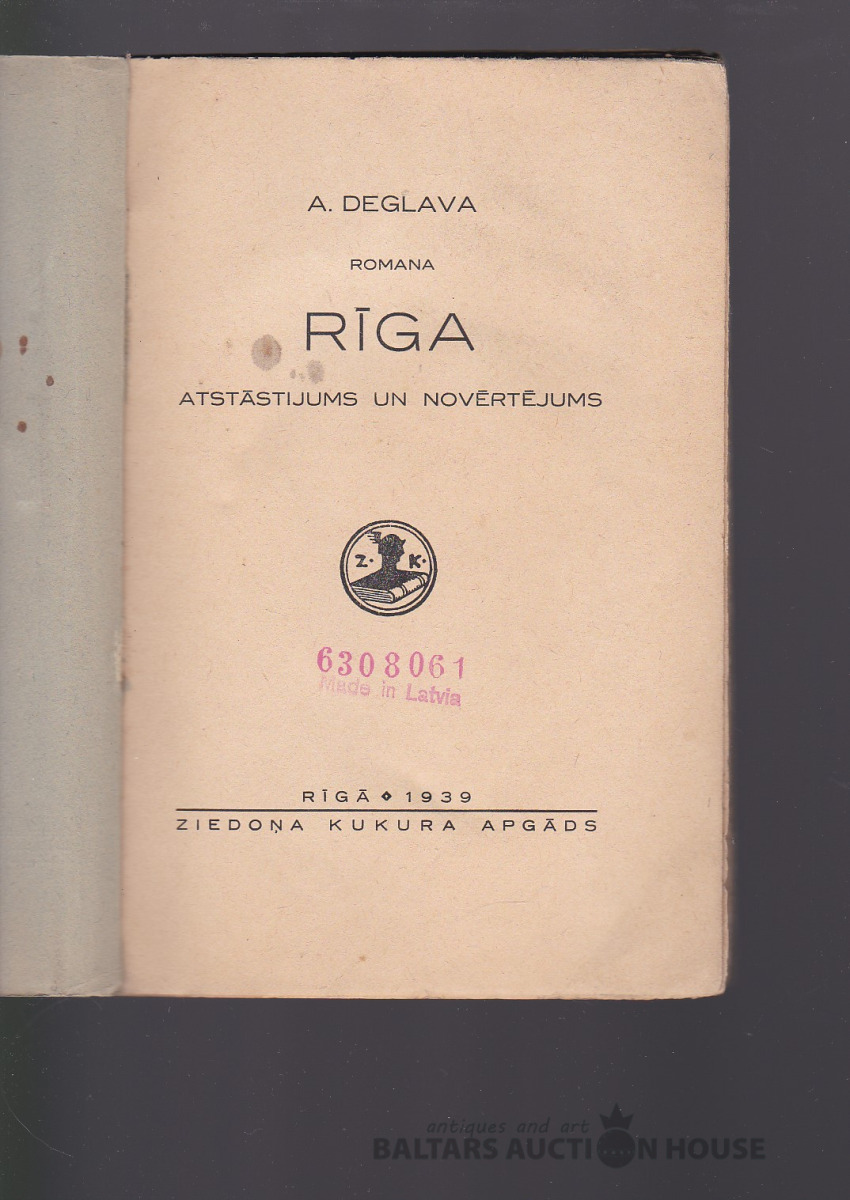 A. DEGLAVA
ROMANA
RĪGA
ATSTĀSTIJUMS UN NOVĒRTĒJUMS
Z. K.
6308061
Made in Latvia
RĪGĀ 1939
ZIEDOŅA KUKURA APGĀDS
antiques and art
BALTARS AUCTION HOUSE